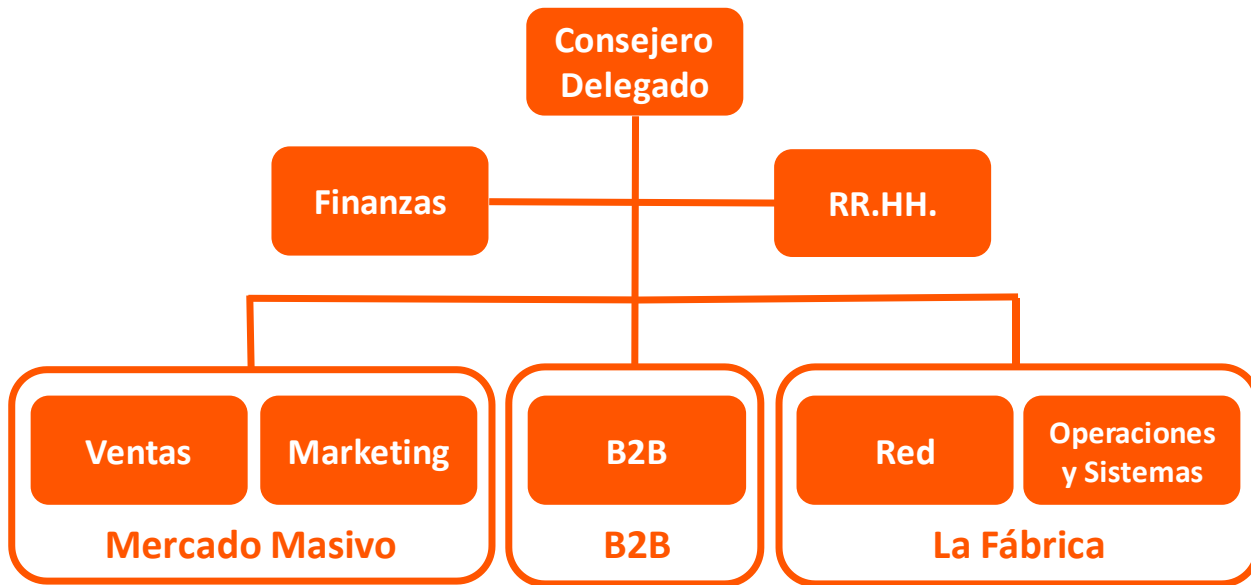 Consejero
Delegado
Finanzas
RR.HH.
Ventas
Marketing
Mercado Masivo
B2B
B2B
Red
Operaciones
y Sistemas
La Fábrica